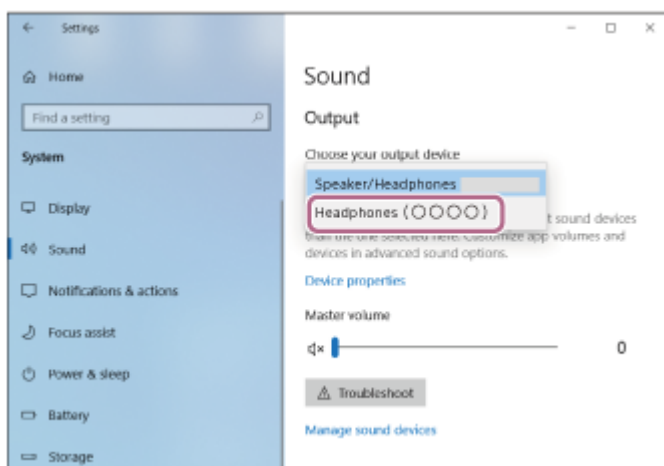 Settings
Home
Find a setting
System
Display
Sound
Notifications & actions
Focus assist
Power & sleep
Battery
Storage
Sound
Output
Choose your output device
Speaker/Headphones
Headphones (○○○○)
t sound devices
than the one selected here. Customize app volumes and
devices in advanced sound options.
Device properties
Master volume
0
Troubleshoot
Manage sound devices